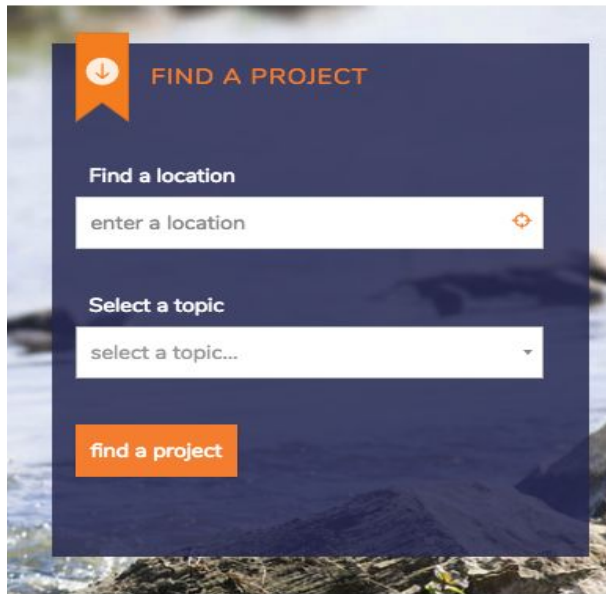 FIND A PROJECT
Find a location
enter a location
Select a topic
select a topic...
find a project